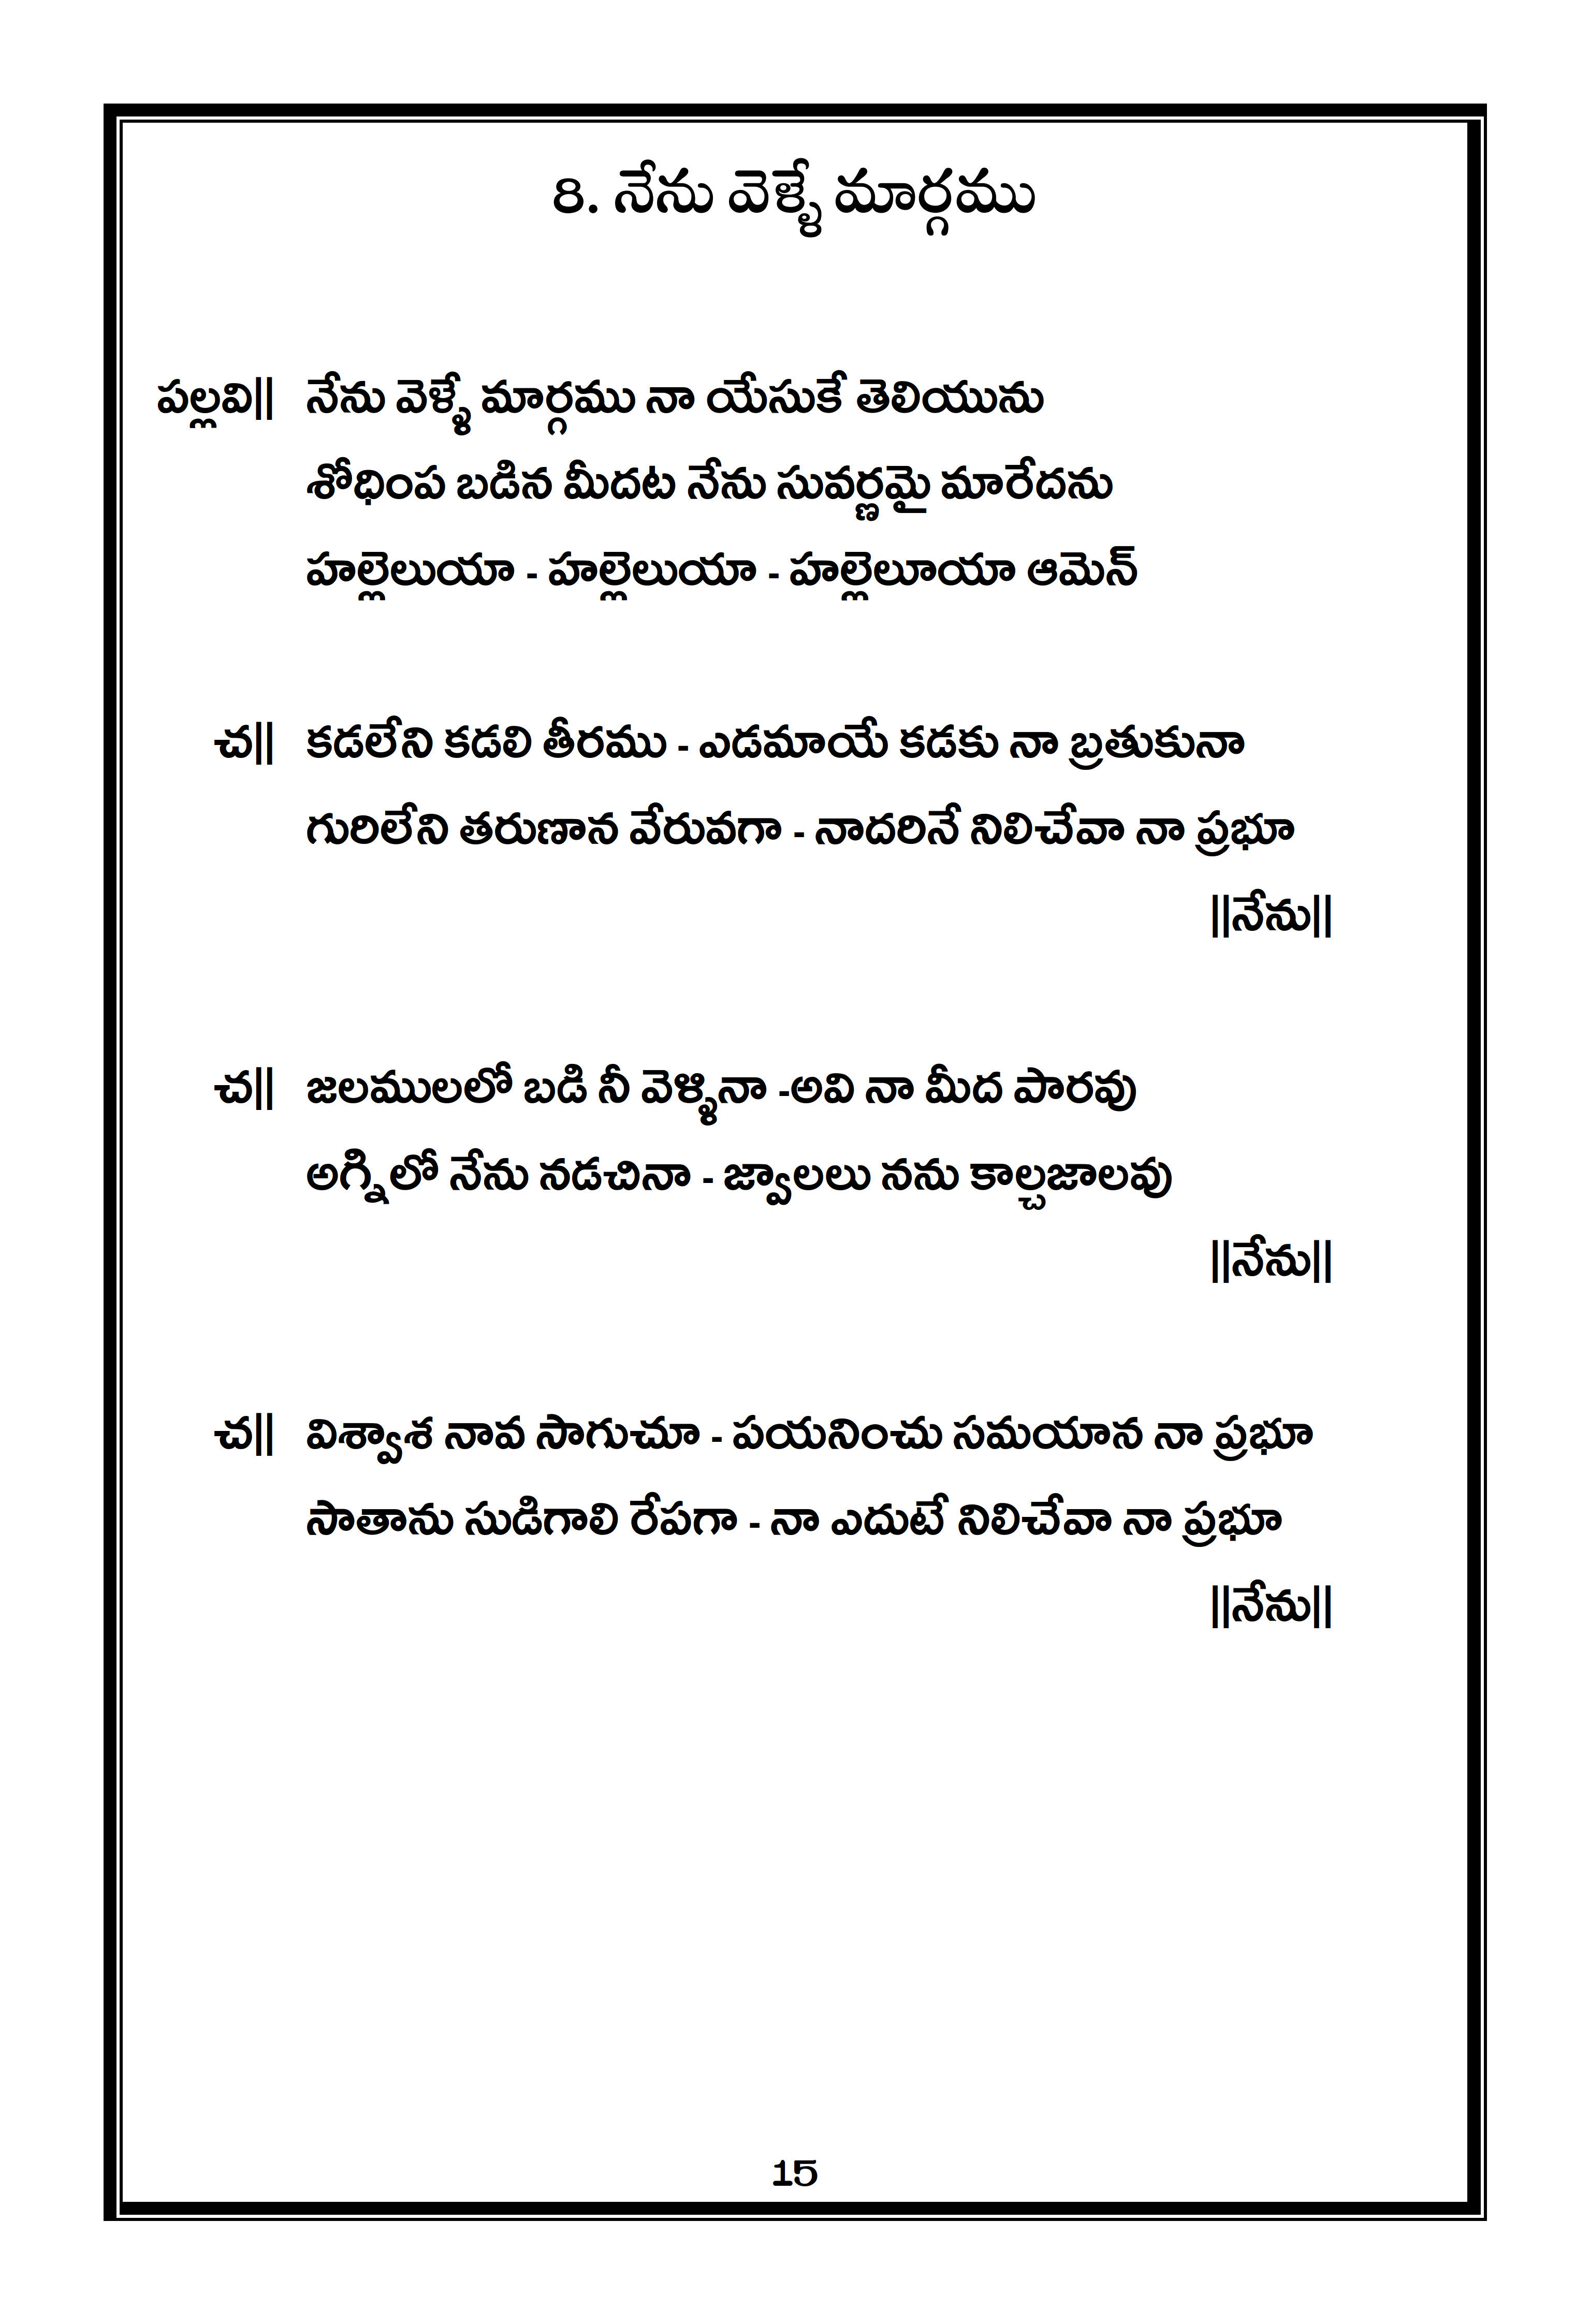 8. నేను వెళ్ళే మార్గము
పల్లవి|| నేను వెళ్ళే మార్గము నా యేసుకే తెలియును
శోధింప బడిన మీదట నేను సువర్ణమై మారేదను
హల్లెలుయా - హల్లెలుయా - హల్లెలూయా ఆమెన్
చ|| కడలేని కడలి తీరము - ఎడమాయే కడకు నా బ్రతుకునా
గురిలేని తరుణాన వేరువగా - నాదరినే నిలిచేవా నా ప్రభూ
||నేను||
చ|| జలములలో బడి నీ వెళ్ళినా -అవి నా మీద పారవు
అగ్నిలో నేను నడచినా - జ్వాలలు నను కాల్చజాలవు
||నేను||
చ|| విశ్వాశ నావ సాగుచూ - పయనించు సమయాన నా ప్రభూ
సాతాను సుడిగాలి రేపగా - నా ఎదుటే నిలిచేవా నా ప్రభూ
||నేను||
15